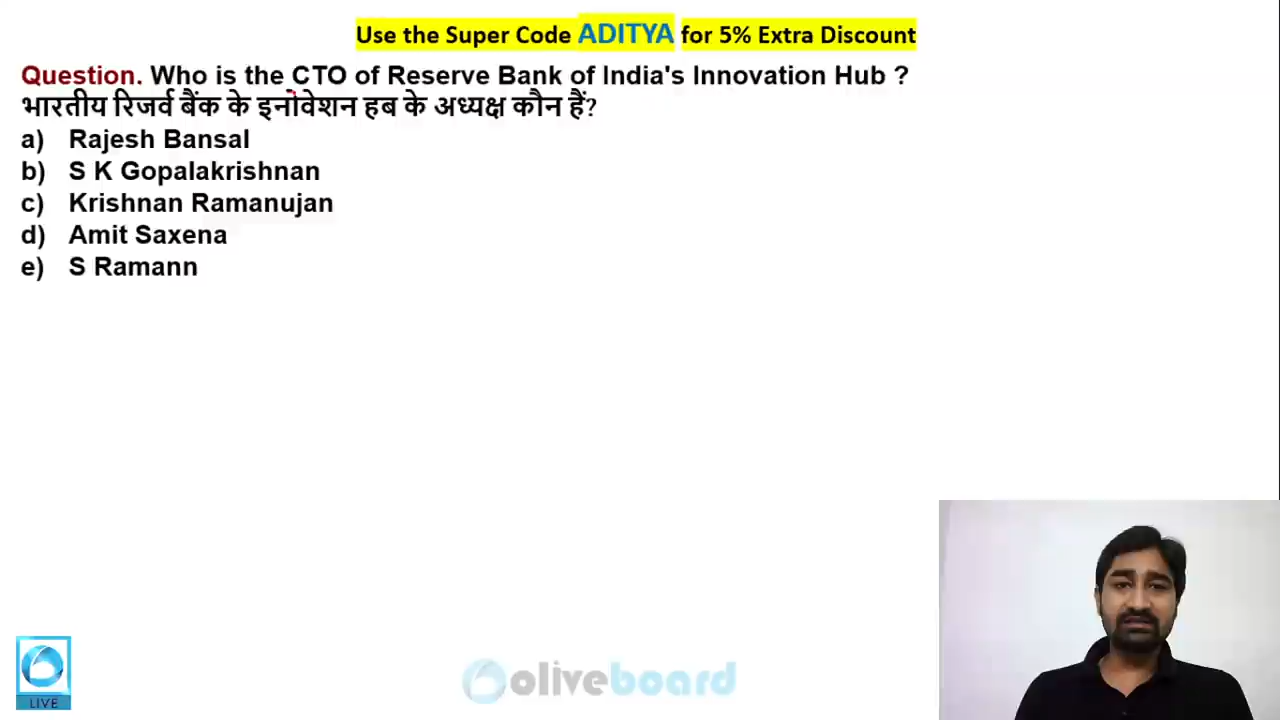 Use the Super Code ADITYA for 5% Extra Discount
Question. Who is the CTO of Reserve Bank of India's Innovation Hub ?
भारतीय रिजर्व बैंक के इनोवेशन हब के अध्यक्ष कौन हैं?
a) Rajesh Bansal
b) S K Gopalakrishnan
c) Krishnan Ramanujan
d) Amit Saxena
e) S Ramann
oliveboard
LIVE